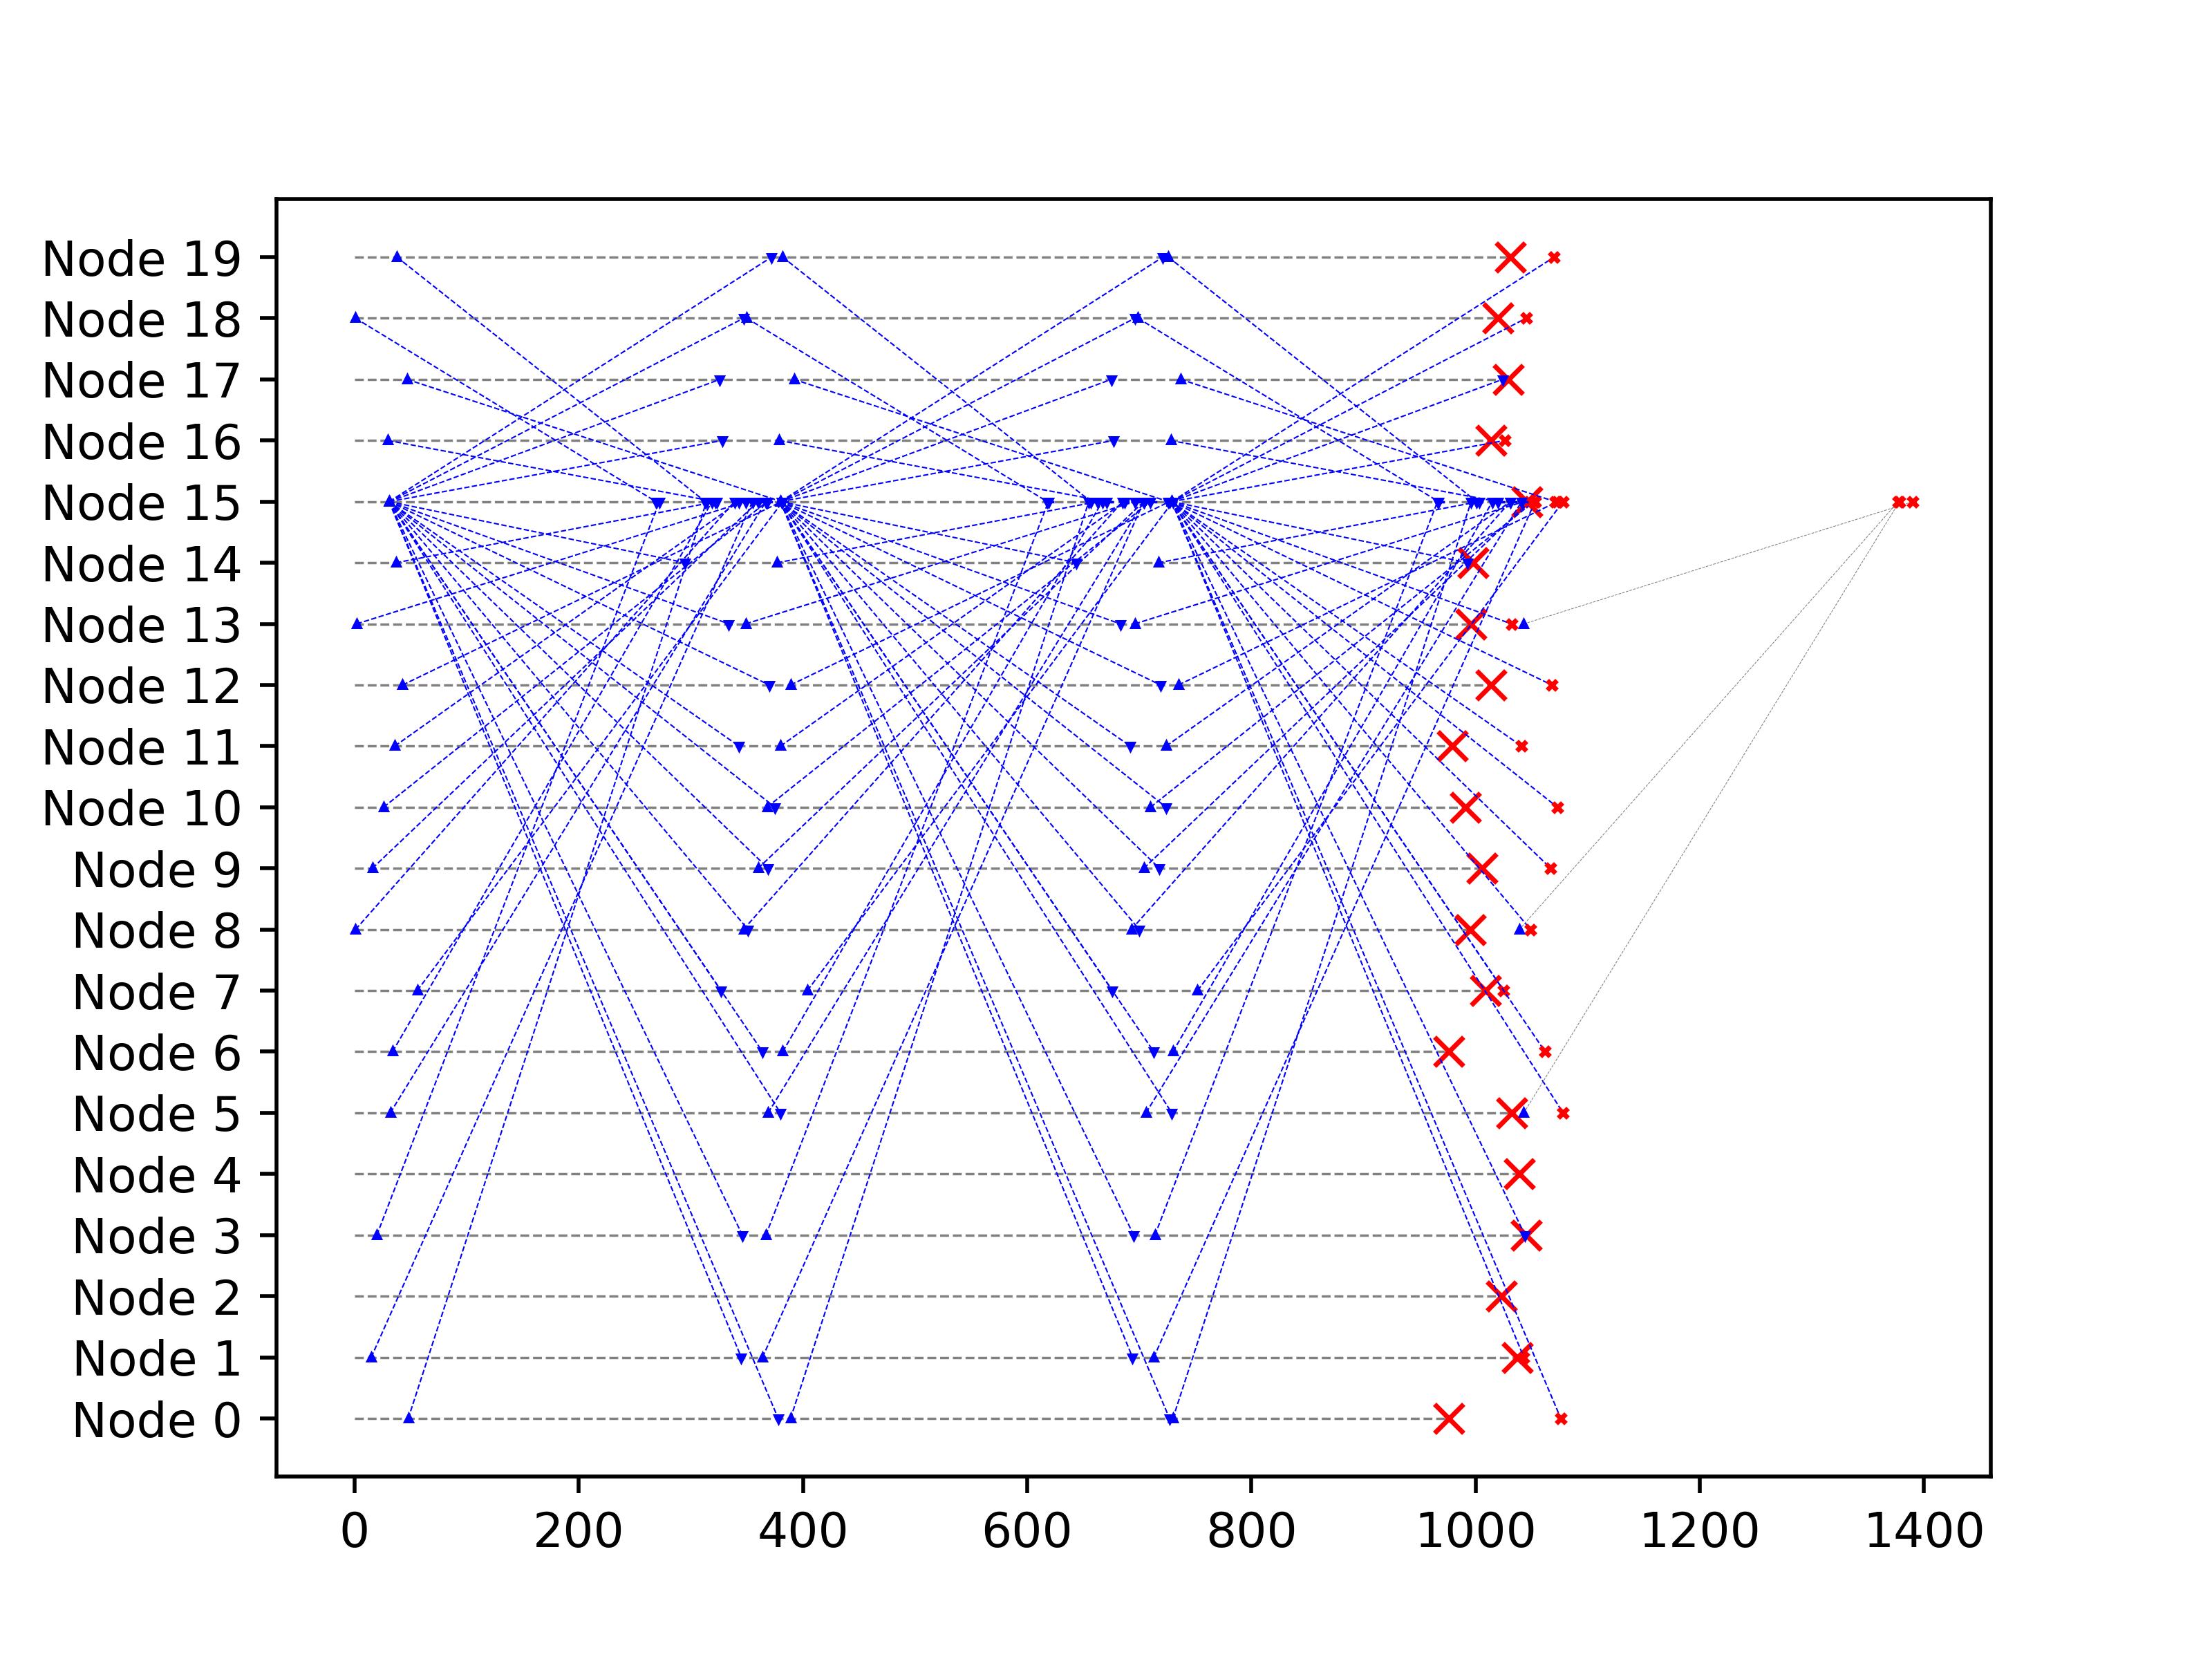 Node 19
Node 18
Node 17
Node 16
Node 15
Node 14
Node 13
Node 12
Node 11
Node 10
Node 9
Node 8
Node 7
Node 6
Node 5
Node 4
Node 3
Node 2
Node 1
Node 0
0 200 400 600 800 1000 1200 1400